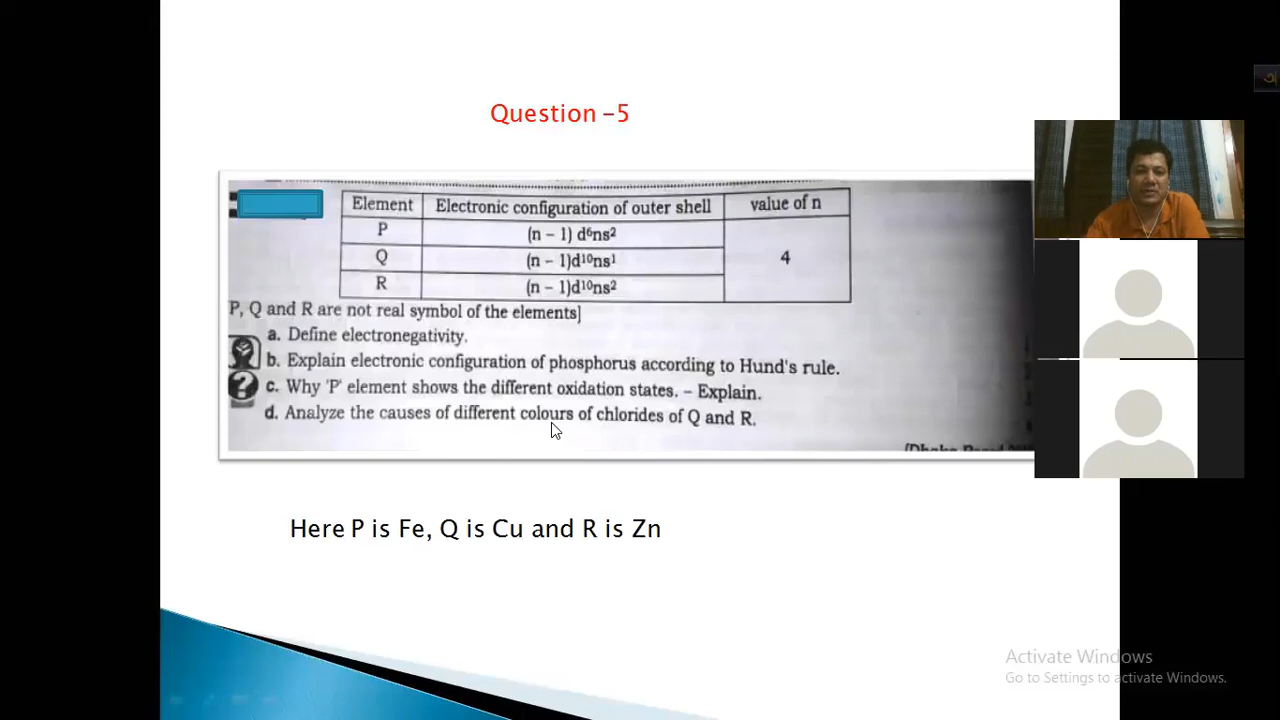 Question -5
Element Electronic configuration of outer shell value of n
P (n – 1) d⁶ns²
Q (n – 1)d¹⁰ns¹ 4
R (n – 1)d¹⁰ns²
P, Q and R are not real symbol of the elements]
a. Define electronegativity.
b. Explain electronic configuration of phosphorus according to Hund's rule.
c. Why 'P' element shows the different oxidation states. – Explain.
d. Analyze the causes of different colours of chlorides of Q and R.
Here P is Fe, Q is Cu and R is Zn
Activate Windows
Go to Settings to activate Windows.